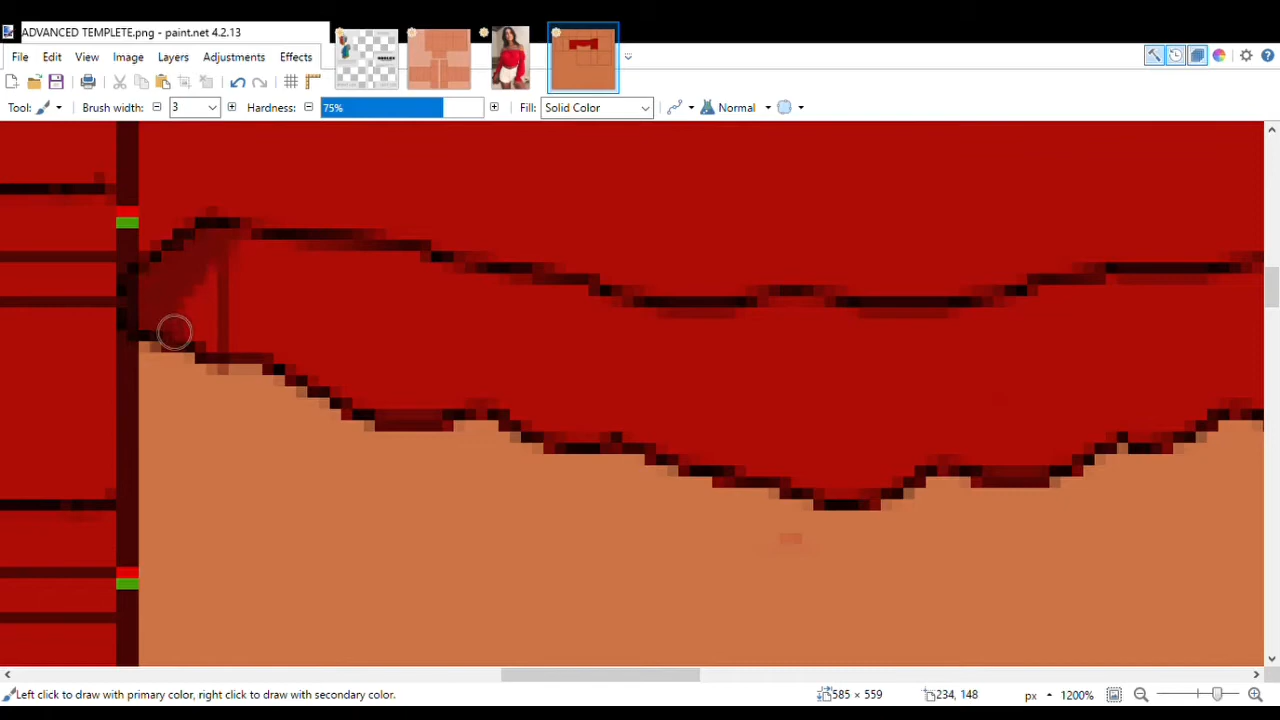 ADVANCED TEMPLETE.png - paint.net 4.2.13
File Edit View Image Layers Adjustments Effects
Tool: Brush width: 3 Hardness: 75% Fill: Solid Color Normal
Left click to draw with primary color, right click to draw with secondary color. 585 × 559 234, 148 px 1200%